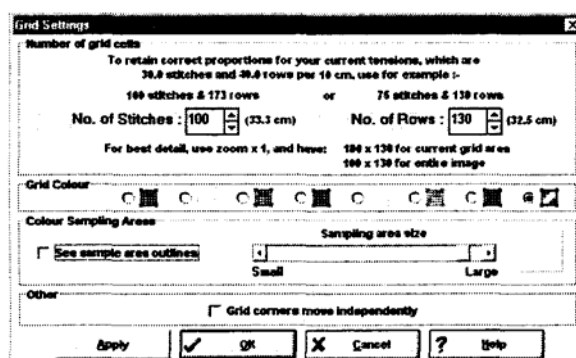 Grid Settings
Number of grid cells
To retain correct proportions for your current tensions, which are
30.0 stitches and 40.0 rows per 10 cm, use for example :-
100 stitches & 173 rows or 75 stitches & 130 rows
No. of Stitches : 100 (33.3 cm) No. of Rows : 130 (32.5 cm)
For best detail, use zoom x 1, and have: 180 x 130 for current grid area
100 x 130 for entire image
Grid Colour
Colour Sampling Areas
See sample area outlines
Sampling area size
Small Large
Other
Grid corners move independently
Apply OK Cancel ? Help